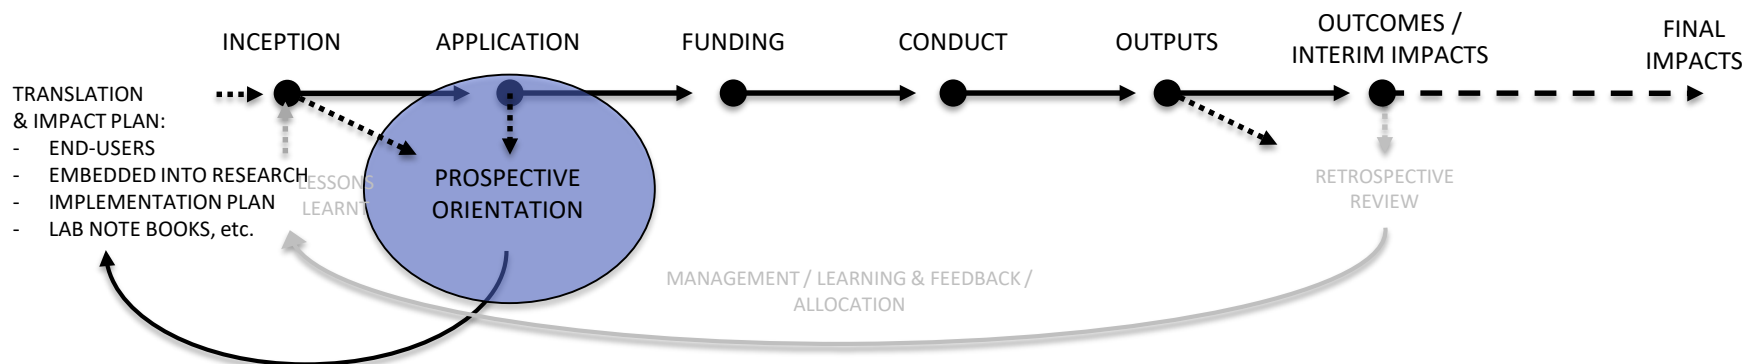 INCEPTION
APPLICATION
FUNDING
CONDUCT
OUTPUTS
OUTCOMES /
INTERIM IMPACTS
FINAL
IMPACTS
TRANSLATION
& IMPACT PLAN:
- END-USERS
- EMBEDDED INTO RESEARCH
- IMPLEMENTATION PLAN
- LAB NOTE BOOKS, etc.
LESSONS
LEARNT
PROSPECTIVE
ORIENTATION
RETROSPECTIVE
REVIEW
MANAGEMENT / LEARNING & FEEDBACK /
ALLOCATION